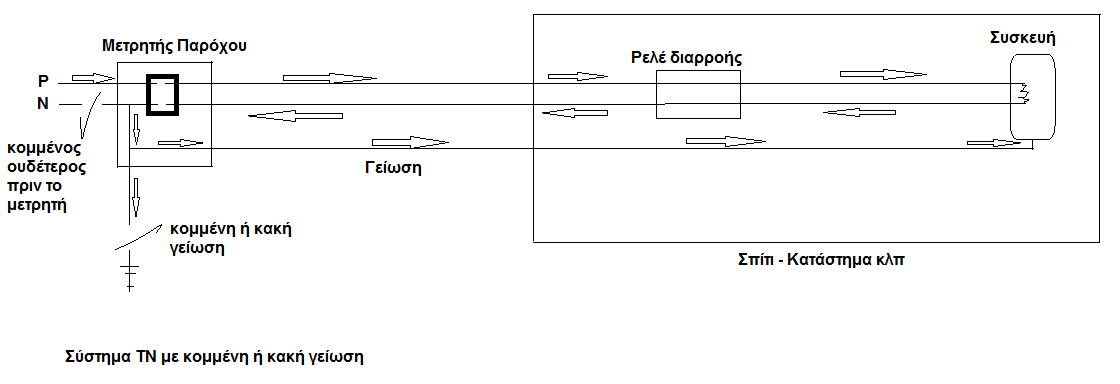 Μετρητής Παρόχου
Συσκευή
Ρελέ διαρροής
P
N
κομμένος
ουδέτερος
πριν το
μετρητή
Γείωση
κομμένη ή κακή
γείωση
Σπίτι - Κατάστημα κλπ
Σύστημα TN με κομμένη ή κακή γείωση